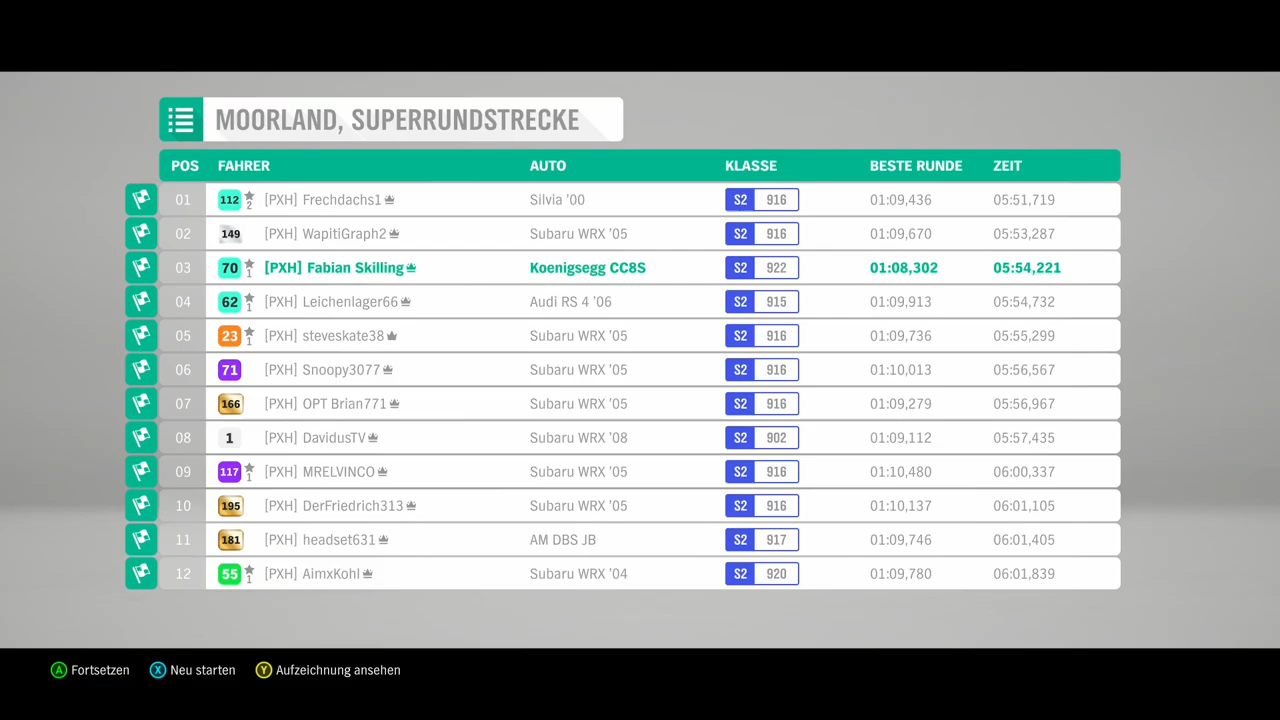 MOORLAND, SUPERRUNDSTRECKE
POS FAHRER AUTO KLASSE BESTE RUNDE ZEIT
01 112 2 [PXH] Frechdachs1 Silvia '00 S2 916 01:09,436 05:51,719
02 149 [PXH] WapitiGraph2 Subaru WRX '05 S2 916 01:09,670 05:53,287
03 70 1 [PXH] Fabian Skilling Koenigsegg CC8S S2 922 01:08,302 05:54,221
04 62 1 [PXH] Leichenlager66 Audi RS 4 '06 S2 915 01:09,913 05:54,732
05 23 1 [PXH] steveskate38 Subaru WRX '05 S2 916 01:09,736 05:55,299
06 71 [PXH] Snoopy3077 Subaru WRX '05 S2 916 01:10,013 05:56,567
07 166 [PXH] OPT Brian771 Subaru WRX '05 S2 916 01:09,279 05:56,967
08 1 [PXH] DavidusTV Subaru WRX '08 S2 902 01:09,112 05:57,435
09 117 1 [PXH] MRELVINCO Subaru WRX '05 S2 916 01:10,480 06:00,337
10 195 [PXH] DerFriedrich313 Subaru WRX '05 S2 916 01:10,137 06:01,105
11 181 [PXH] headset631 AM DBS JB S2 917 01:09,746 06:01,405
12 55 1 [PXH] AimxKohl Subaru WRX '04 S2 920 01:09,780 06:01,839
A Fortsetzen X Neu starten Y Aufzeichnung ansehen